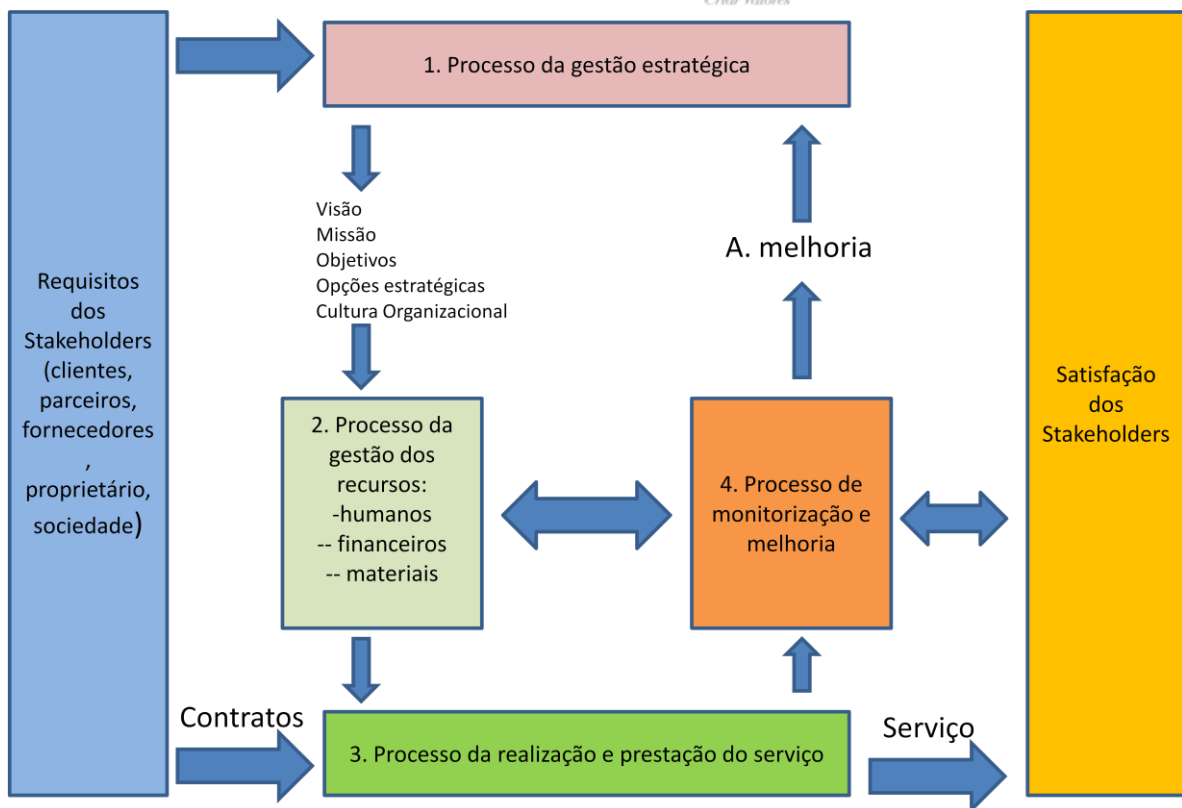 Criar valores
1. Processo da gestão estratégica
Visão
Missão
Objetivos
Opções estratégicas
Cultura Organizacional
A. melhoria
Requisitos
dos
Stakeholders
(clientes,
parceiros,
fornecedores
,
proprietário,
sociedade)
2. Processo da
gestão dos
recursos:
-humanos
-- financeiros
-- materiais
4. Processo de
monitorização e
melhoria
Satisfação
dos
Stakeholders
Contratos
3. Processo da realização e prestação do serviço
Serviço